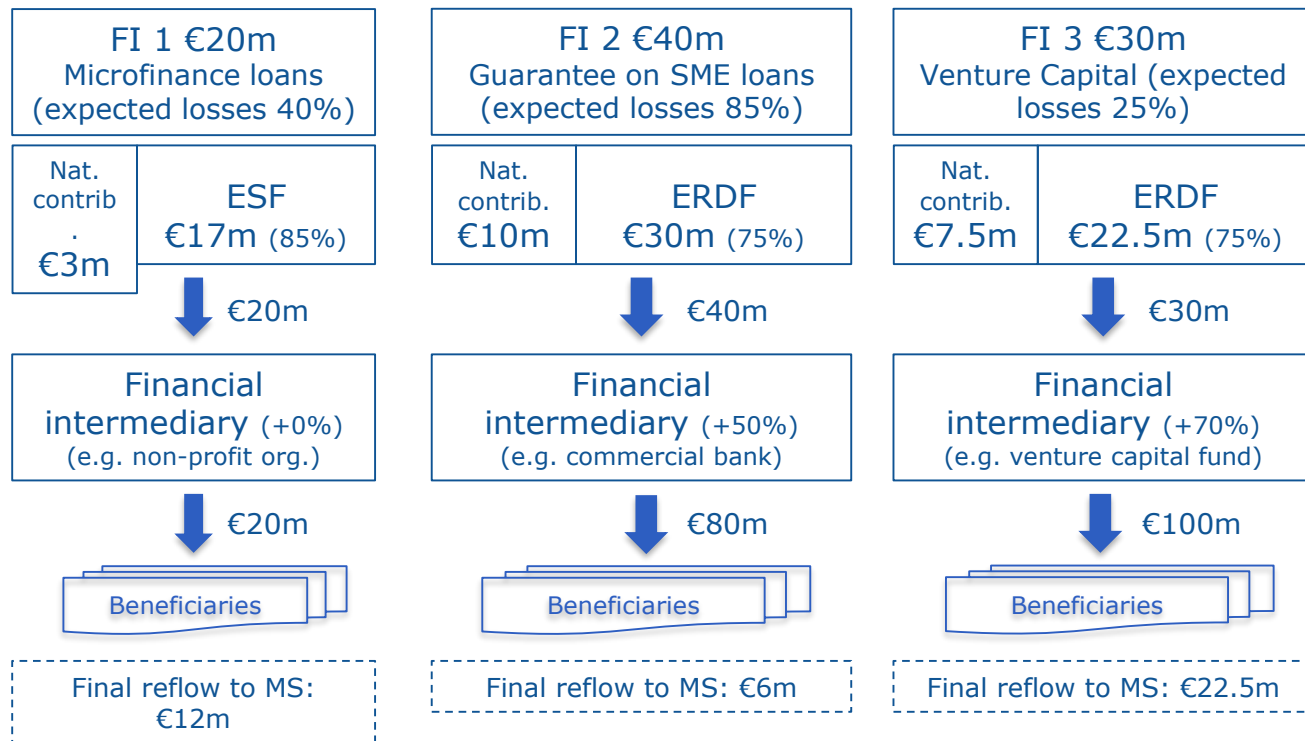 FI 1 €20m
Microfinance loans
(expected losses 40%)
FI 2 €40m
Guarantee on SME loans
(expected losses 85%)
FI 3 €30m
Venture Capital (expected
losses 25%)
Nat.
contrib
.
€3m
ESF
€17m (85%)
Nat.
contrib.
€10m
ERDF
€30m (75%)
Nat.
contrib.
€7.5m
ERDF
€22.5m (75%)
€20m
€40m
€30m
Financial
intermediary (+0%)
(e.g. non-profit org.)
Financial
intermediary (+50%)
(e.g. commercial bank)
Financial
intermediary (+70%)
(e.g. venture capital fund)
€20m
€80m
€100m
Beneficiaries
Beneficiaries
Beneficiaries
Final reflow to MS:
€12m
Final reflow to MS: €6m
Final reflow to MS: €22.5m